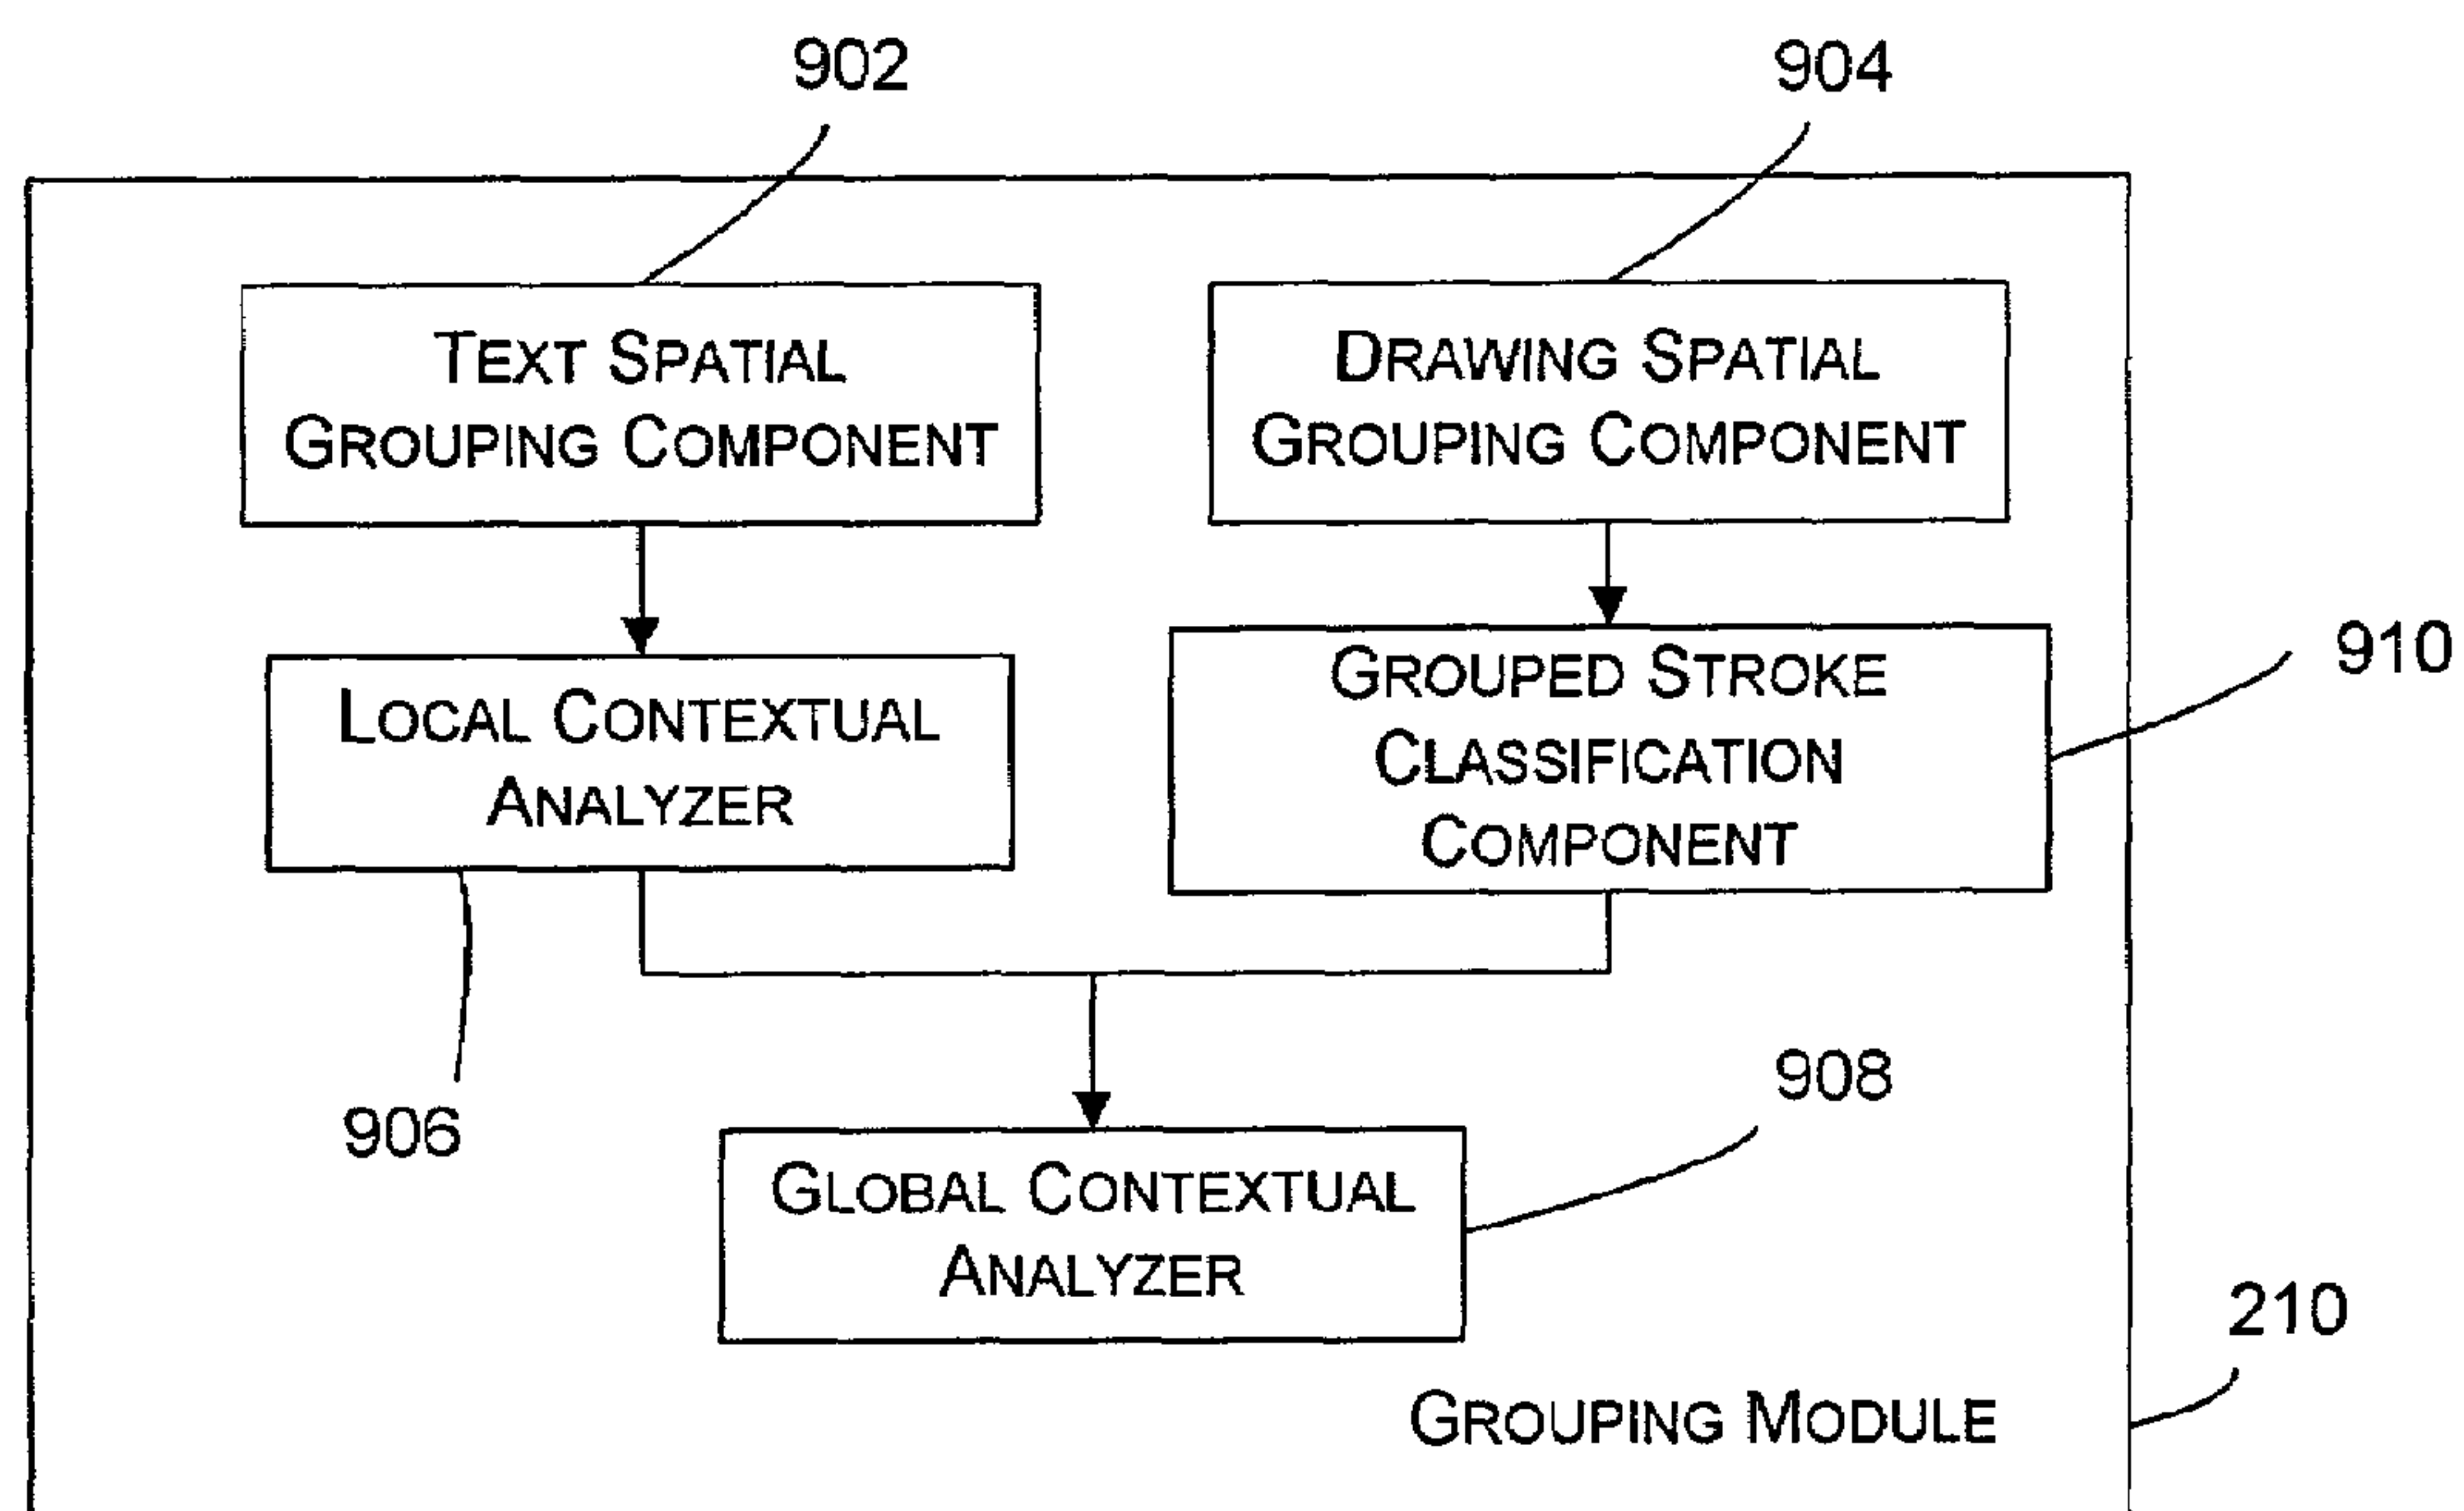 902
904
TEXT SPATIAL
GROUPING COMPONENT
DRAWING SPATIAL
GROUPING COMPONENT
LOCAL CONTEXTUAL
ANALYZER
GROUPED STROKE
CLASSIFICATION
COMPONENT
910
906
908
GLOBAL CONTEXTUAL
ANALYZER
210
GROUPING MODULE